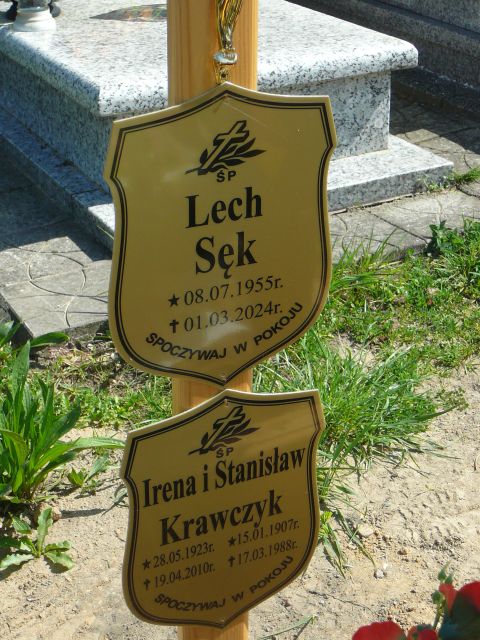 ŚP
Lech
Sęk
★ 08.07.1955r.
✝ 01.03.2024r.
SPOCZYWAJ W POKOJU
ŚP
Irena i Stanisław
Krawczyk
★ 28.05.1923r. ★ 15.01.1907r.
✝ 19.04.2010r. ✝ 17.03.1988r.
SPOCZYWAJ W POKOJU